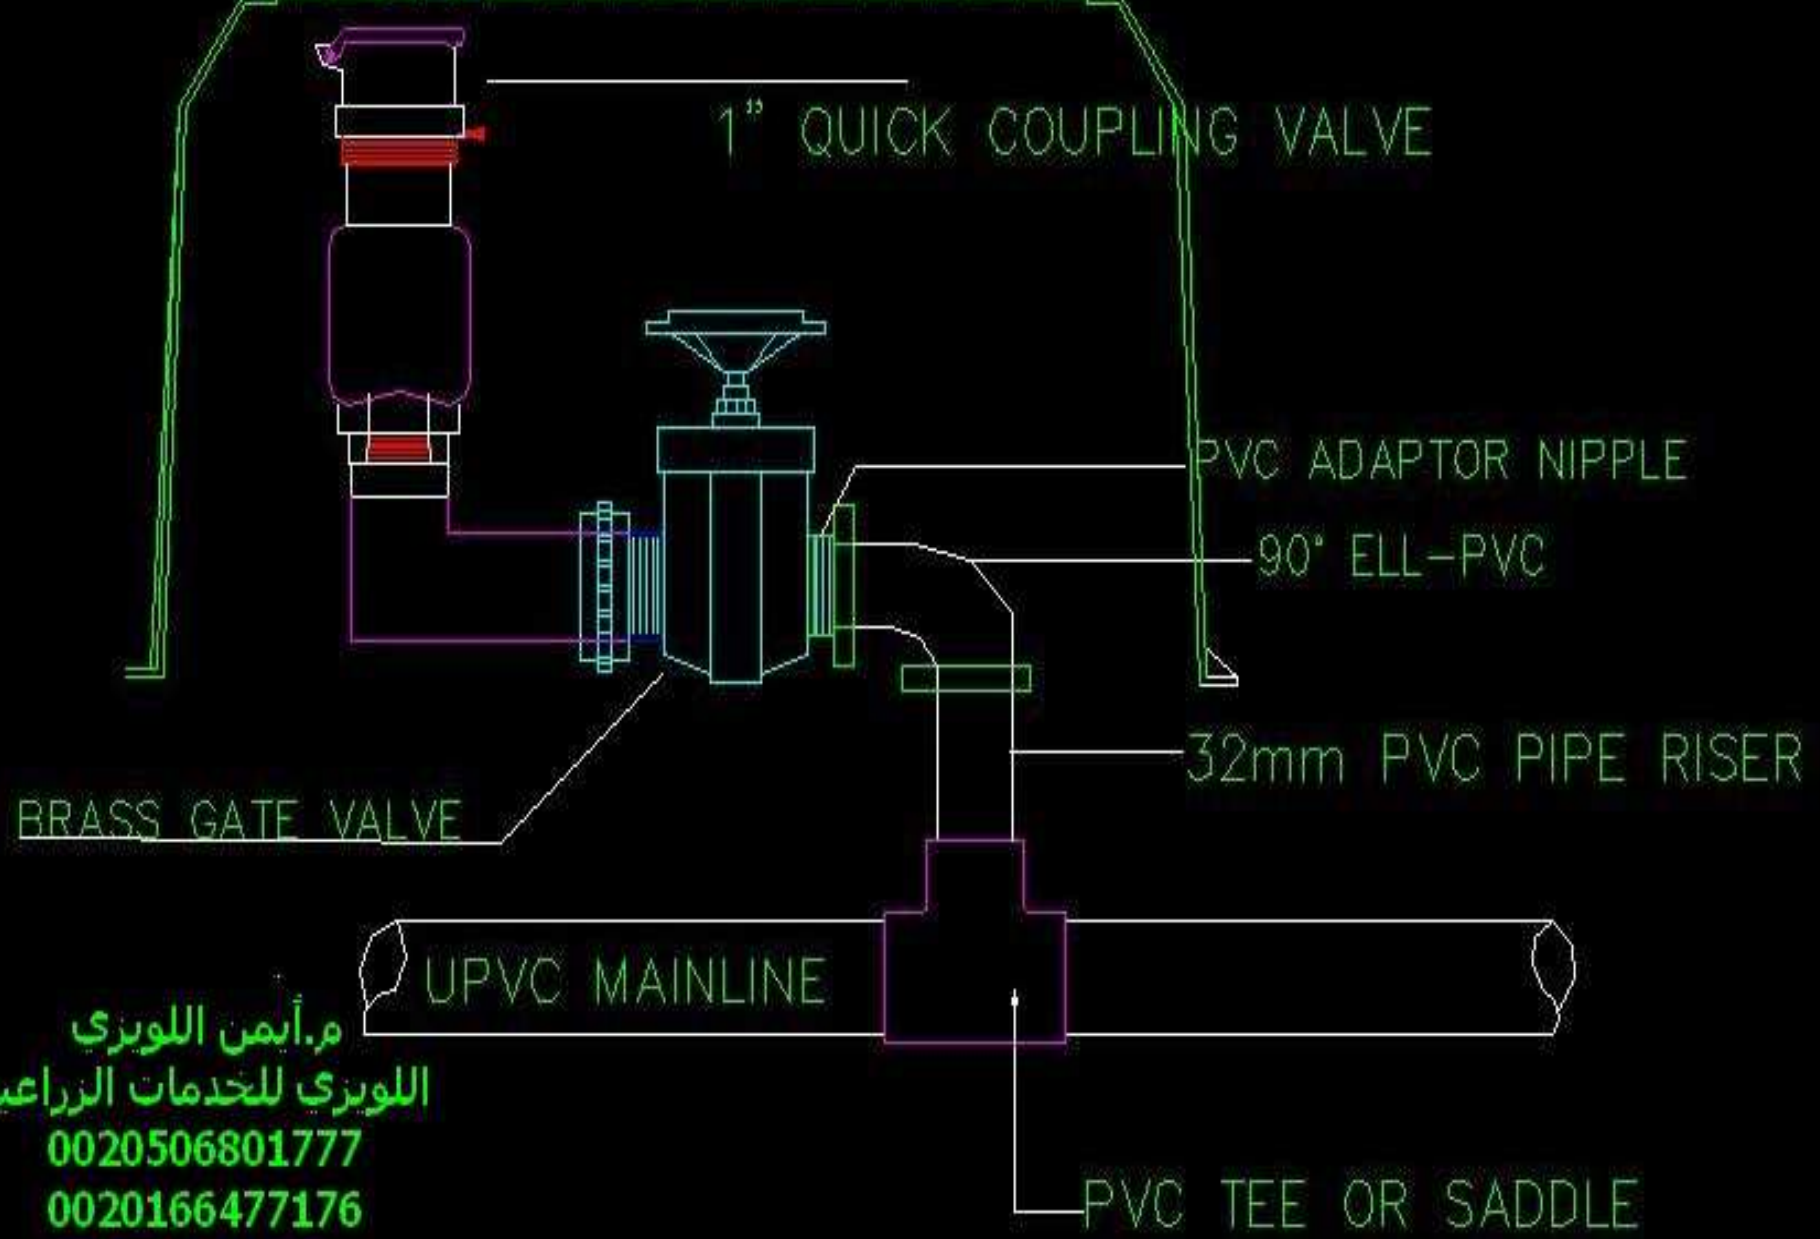 1" QUICK COUPLING VALVE
PVC ADAPTOR NIPPLE
90° ELL-PVC
32mm PVC PIPE RISER
BRASS GATE VALVE
UPVC MAINLINE
م.أيمن اللويزي
اللويزي للخدمات
0020506801777
0020166477176
PVC TEE OR SADDLE